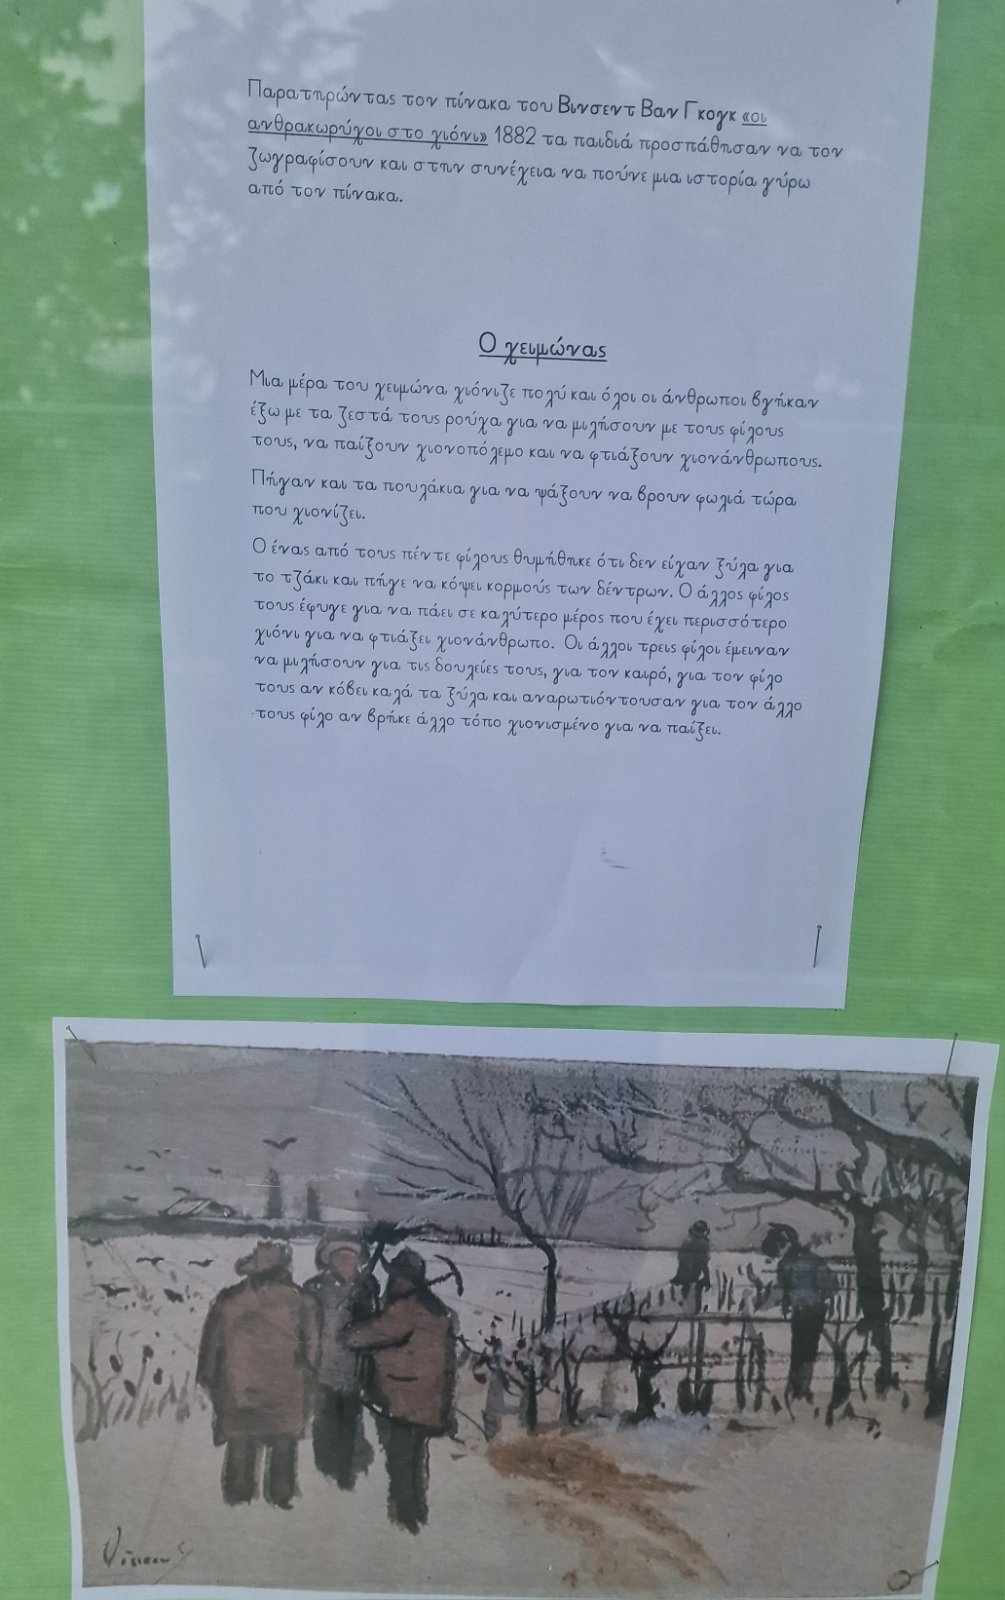 Παρατηρώντας τον πίνακα του Βινσεντ Βαν Γκογκ «οι
ανθρακωρύχοι στο χιόνι» 1882 τα παιδιά προσπάθησαν να τον
ζωγραφίσουν και στην συνέχεια να πούνε μια ιστορία γύρω
από τον πίνακα.
Ο χειμώνας
Μια μέρα του χειμώνα χιόνιζε πολύ και όλοι οι άνθρωποι βγήκαν
έξω με τα ζεστά τους ρούχα για να μιλήσουν με τους φίλους
τους, να παίξουν χιονοπόλεμο και να φτιάξουν χιονάνθρωπους.
Πήγαν και τα πουλάκια για να ψάξουν να βρουν φωλιά τώρα
που χιονίζει.
Ο ένας από τους πέντε φίλους θυμήθηκε ότι δεν είχαν ξύλα για
το τζάκι και πήγε να κόψει κορμούς των δέντρων. Ο άλλος φίλος
τους έφυγε για να πάει σε καλύτερο μέρος που έχει περισσότερο
χιόνι για να φτιάξει χιονάνθρωπο. Οι άλλοι τρεις φίλοι έμειναν
να μιλήσουν για τις δουλείες τους, για τον καιρό, για τον φίλο
τους αν κόβει καλά τα ξύλα και αναρωτιόντουσαν για τον άλλο
τους φίλο αν βρήκε άλλο τόπο χιονισμένο για να παίξει.